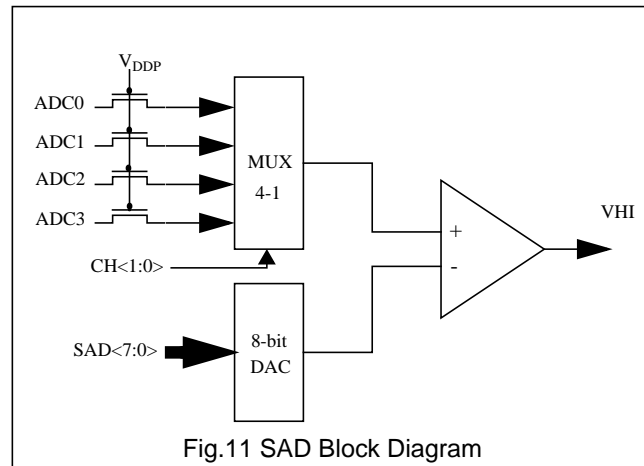 VDDP
ADC0
ADC1
ADC2
ADC3
MUX
4-1
CH<1:0>
+
-
VHI
SAD<7:0>
8-bit
DAC
Fig.11 SAD Block Diagram